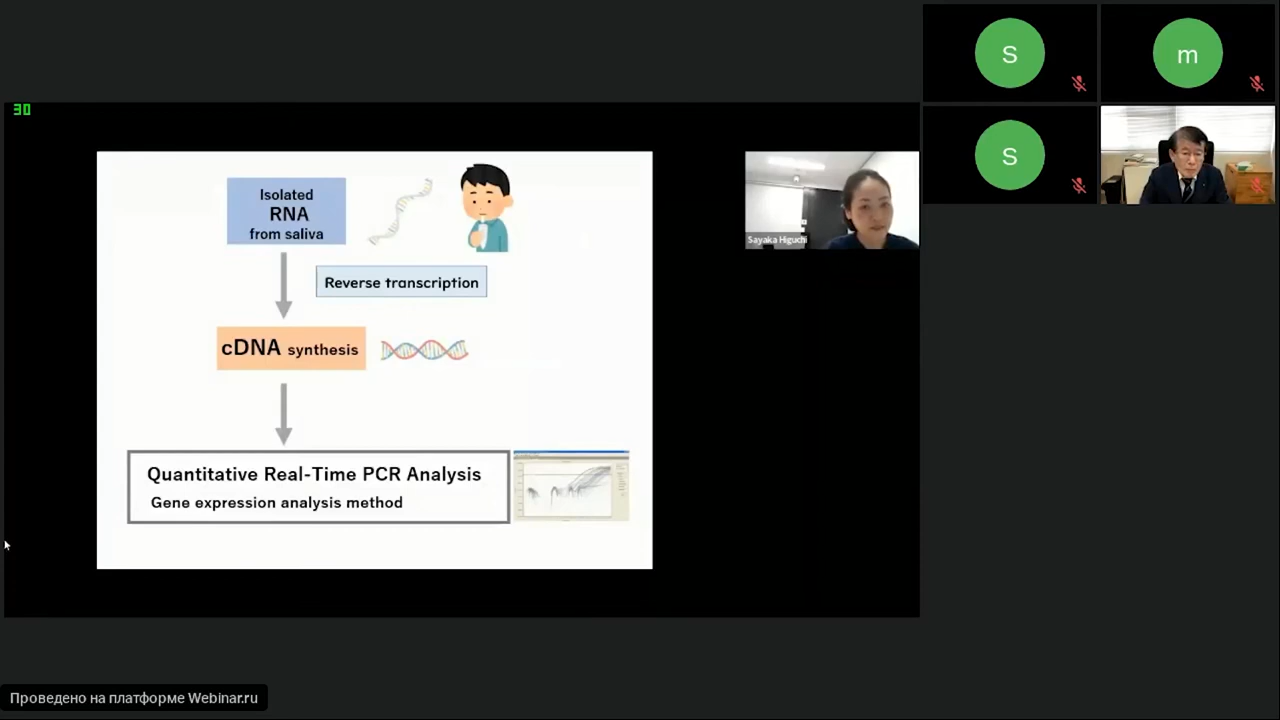 30
Isolated
RNA
from saliva
Reverse transcription
cDNA synthesis
Quantitative Real-Time PCR Analysis
Gene expression analysis method
Sayaka Higuchi
S
m
S
Проведено на платформе Webinar.ru